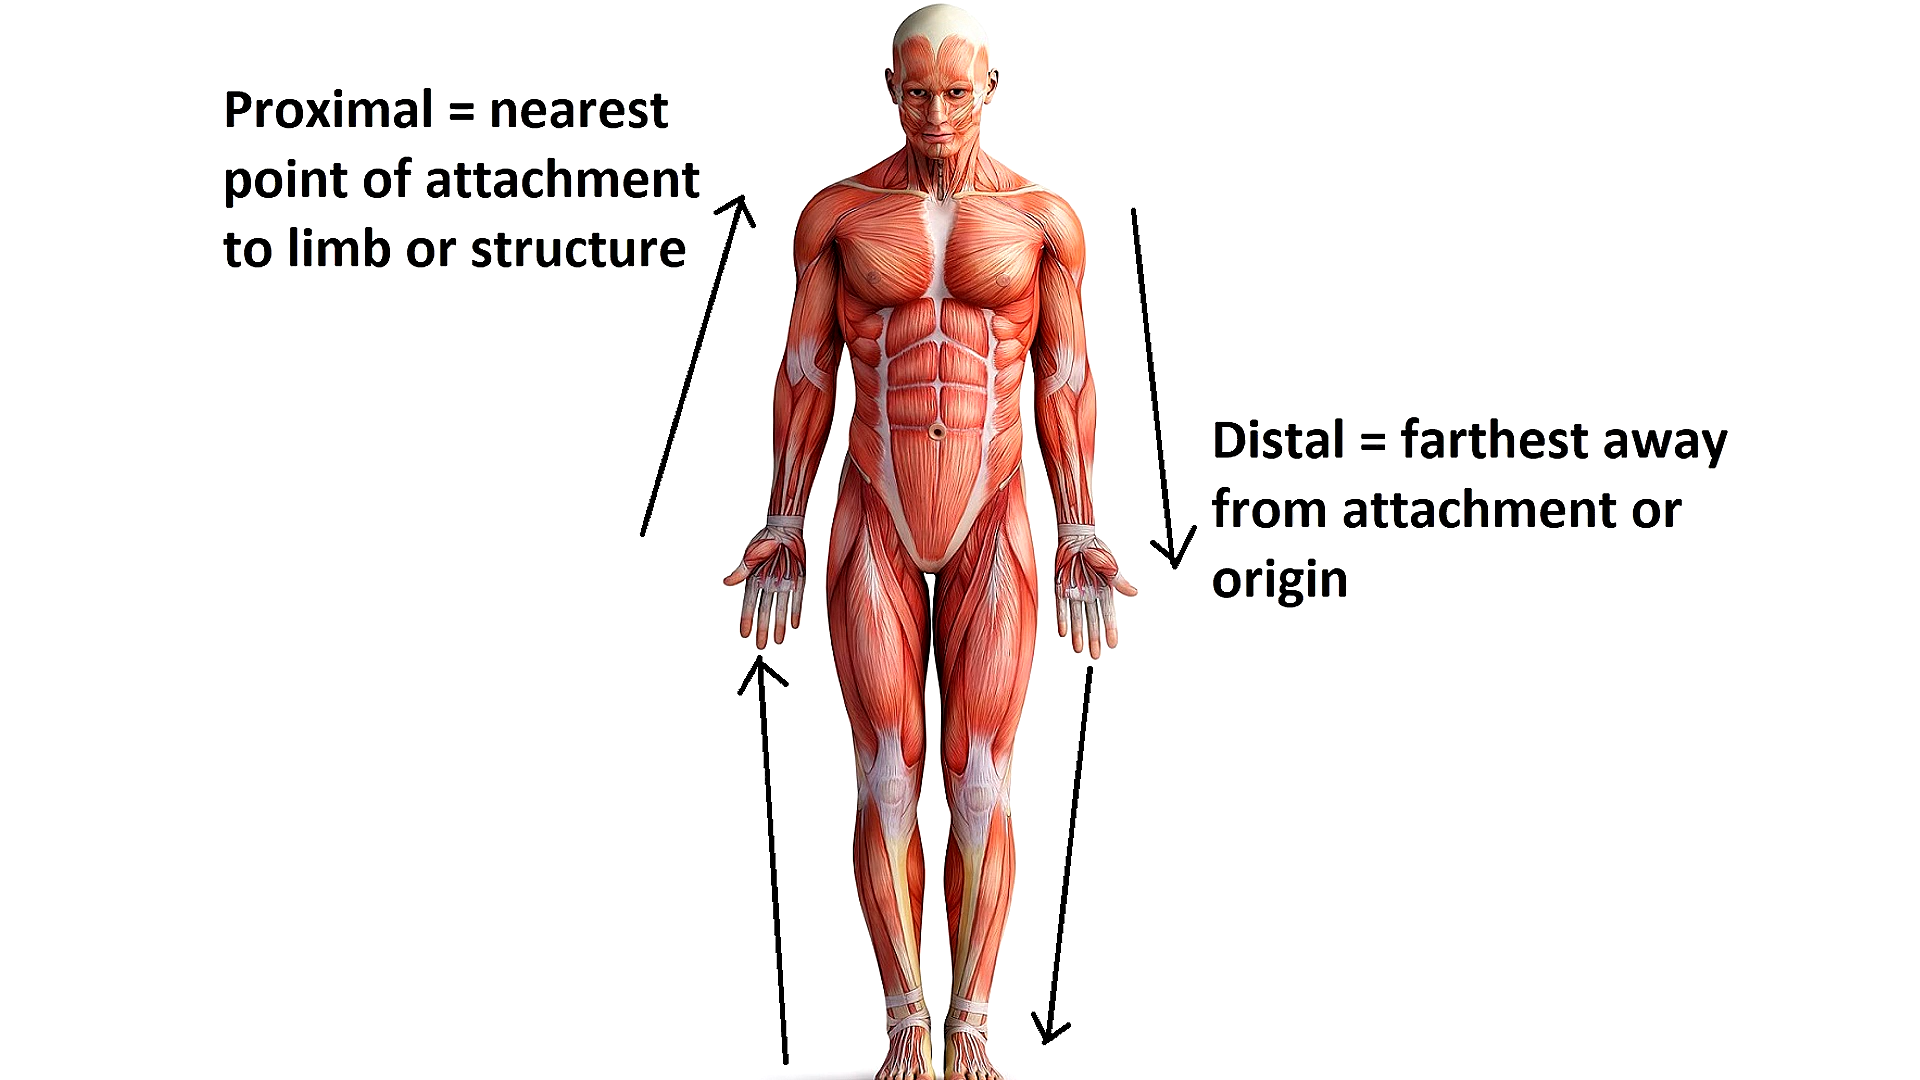 Proximal = nearest
point of attachment
to limb or structure
Distal = farthest away
from attachment or
origin